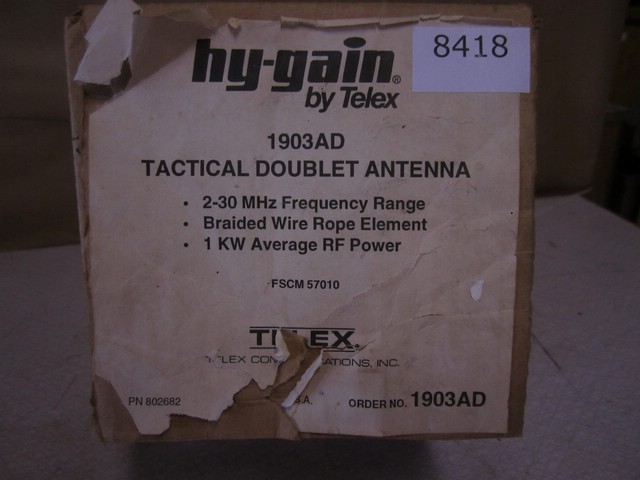 8418
hy-gain®
by Telex
1903AD
TACTICAL DOUBLET ANTENNA
• 2-30 MHz Frequency Range
• Braided Wire Rope Element
• 1 KW Average RF Power
FSCM 57010
INC.
PN 802682
ORDER NO. 1903AD